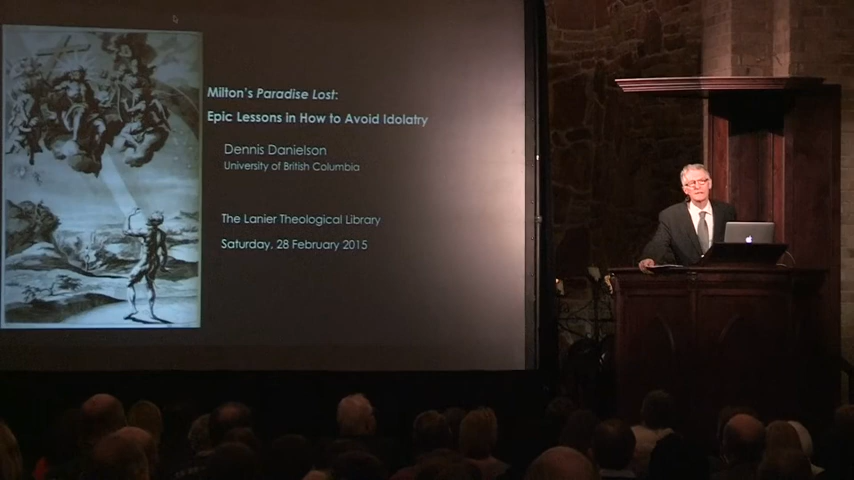 Milton's Paradise Lost:
Epic Lessons in How to Avoid Idolatry
Dennis Danielson
University of British Columbia
The Lanier Theological Library
Saturday, 28 February 2015